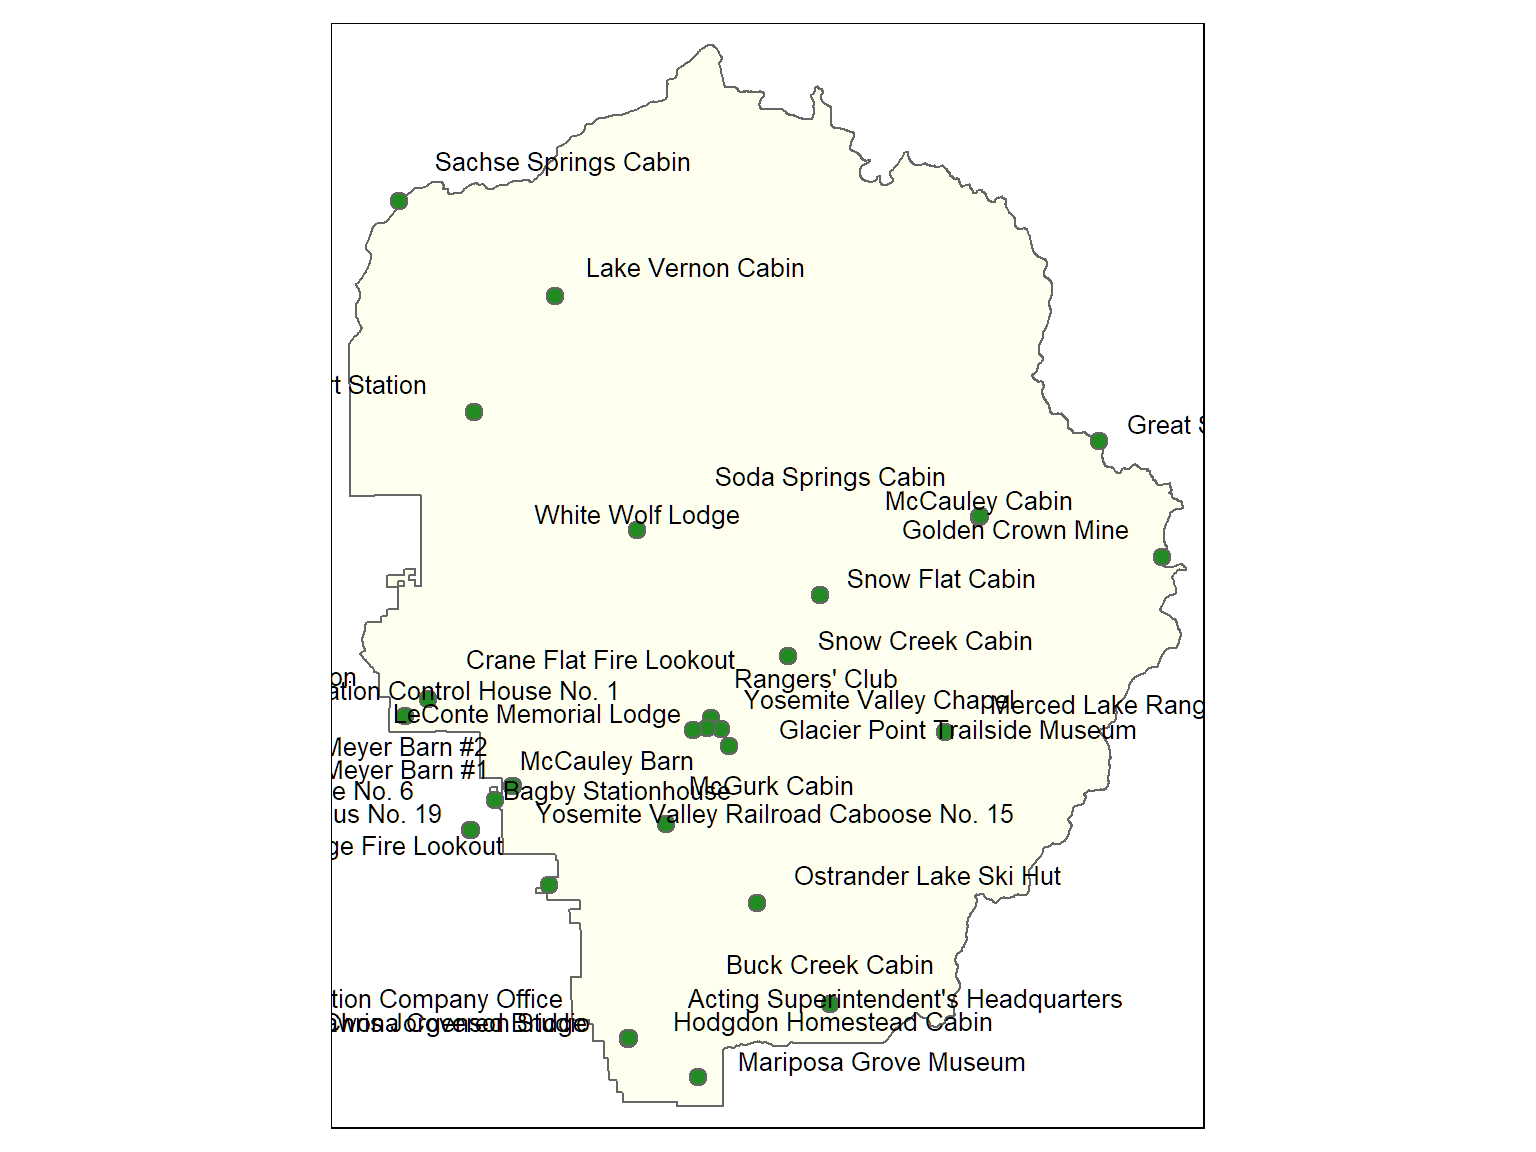 Sachse Springs Cabin
Lake Vernon Cabin
rt Station
Great
Soda Springs Cabin
McCauley Cabin
White Wolf Lodge
Golden Crown Mine
Snow Flat Cabin
Snow Creek Cabin
Crane Flat Fire Lookout
on
Rangers' Club
ation Control House No. 1
Yosemite Valley Chapel
Merced Lake Rang
LeConte Memorial Lodge
Glacier Point Trailside Museum
Meyer Barn #2
McCauley Barn
Meyer Barn #1
McGurk Cabin
e No. 6
Bagby Stationhouse
us No. 19
Yosemite Valley Railroad Caboose No. 15
ge Fire Lookout
Ostrander Lake Ski Hut
Buck Creek Cabin
tion Company Office
Acting Superintendent's Headquarters
Hodgdon Homestead Cabin
Mariposa Grove Museum